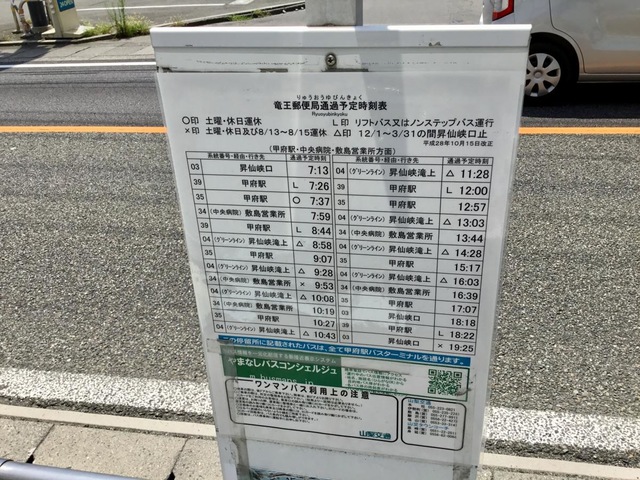 りゅうおうゆうびんきょく
竜王郵便局通過予定時刻表
Ryuoyubinkyoku
〇印 土曜・休日運休 L 印 リフトバス又はノンステップバス運行
×印 土曜・休日及び8/13～8/15運休 △印 12/1～3/31の間昇仙峡口止
平成28年10月15日改正
(甲府駅・中央病院・敷島営業所方面)
系統番号・経由・行き先 通過予定時刻
03 昇仙峡口 7:13
39 甲府駅 L 7:26
35 甲府駅 〇 7:37
34 (中央病院) 敷島営業所 7:59
39 甲府駅 L 8:44
04 (グリーンライン) 昇仙峡滝上 △ 8:58
35 甲府駅 9:07
04 (グリーンライン) 昇仙峡滝上 △ 9:28
34 (中央病院) 敷島営業所 × 9:53
04 (グリーンライン) 昇仙峡滝上 △ 10:08
34 (中央病院) 敷島営業所 10:19
35 甲府駅 10:27
04 (グリーンライン) 昇仙峡滝上 △ 10:43
系統番号・経由・行き先 通過予定時刻
04 (グリーンライン) 昇仙峡滝上 △ 11:28
39 甲府駅 L 12:00
35 甲府駅 12:57
04 (グリーンライン) 昇仙峡滝上 △ 13:03
34 (中央病院) 敷島営業所 13:44
04 (グリーンライン) 昇仙峡滝上 △ 14:28
35 甲府駅 15:17
04 (グリーンライン) 昇仙峡滝上 △ 16:03
34 (中央病院) 敷島営業所 16:39
35 甲府駅 17:07
03 昇仙峡口 18:18
39 甲府駅 L 18:22
03 昇仙峡口 × 19:25
この停留所に記載されたバスは、全て甲府駅バスターミナルを通ります。
やまなしバスコンシェルジュ
ワンマンバス利用上の注意
山梨交通